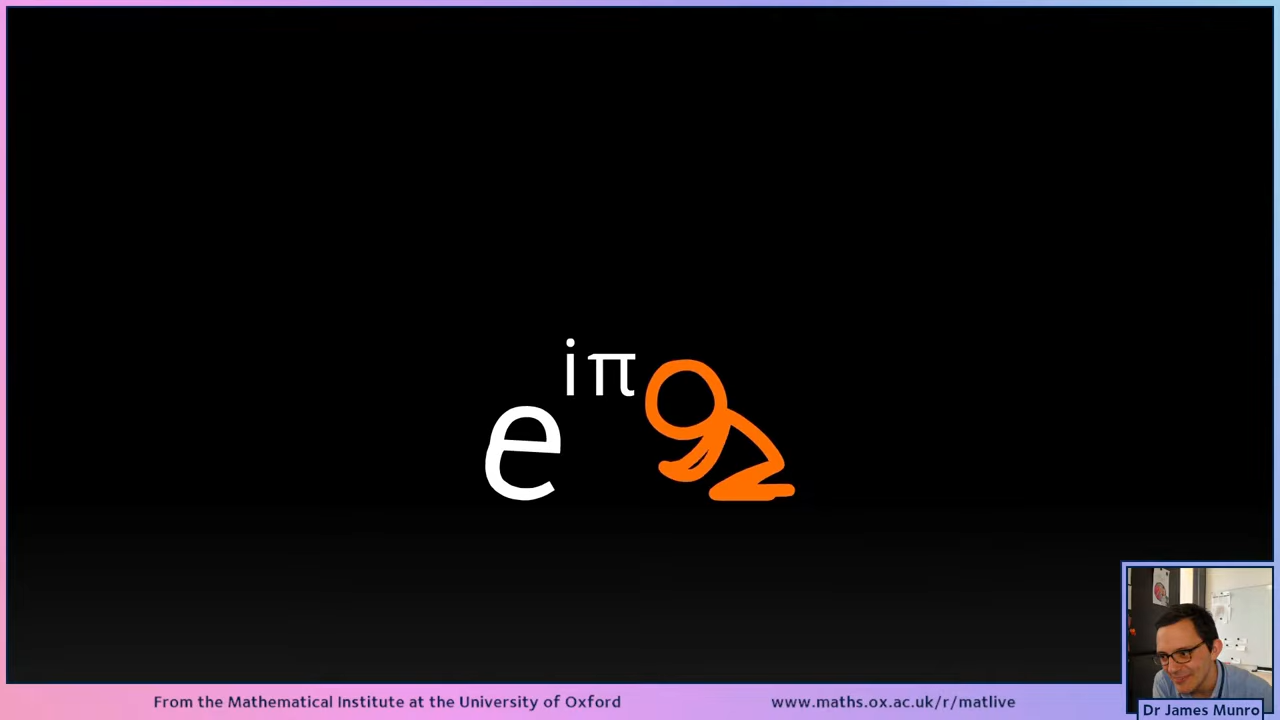 e^iπ
From the Mathematical Institute at the University of Oxford
www.maths.ox.ac.uk/r/matlive
Dr James Munro